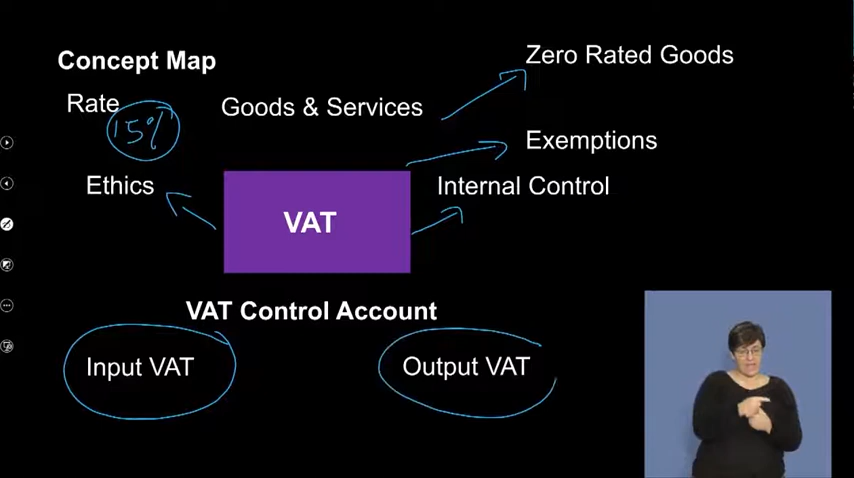 Concept Map
Zero Rated Goods
Rate
Goods & Services
15%
Exemptions
Ethics
Internal Control
VAT
VAT Control Account
Input VAT
Output VAT